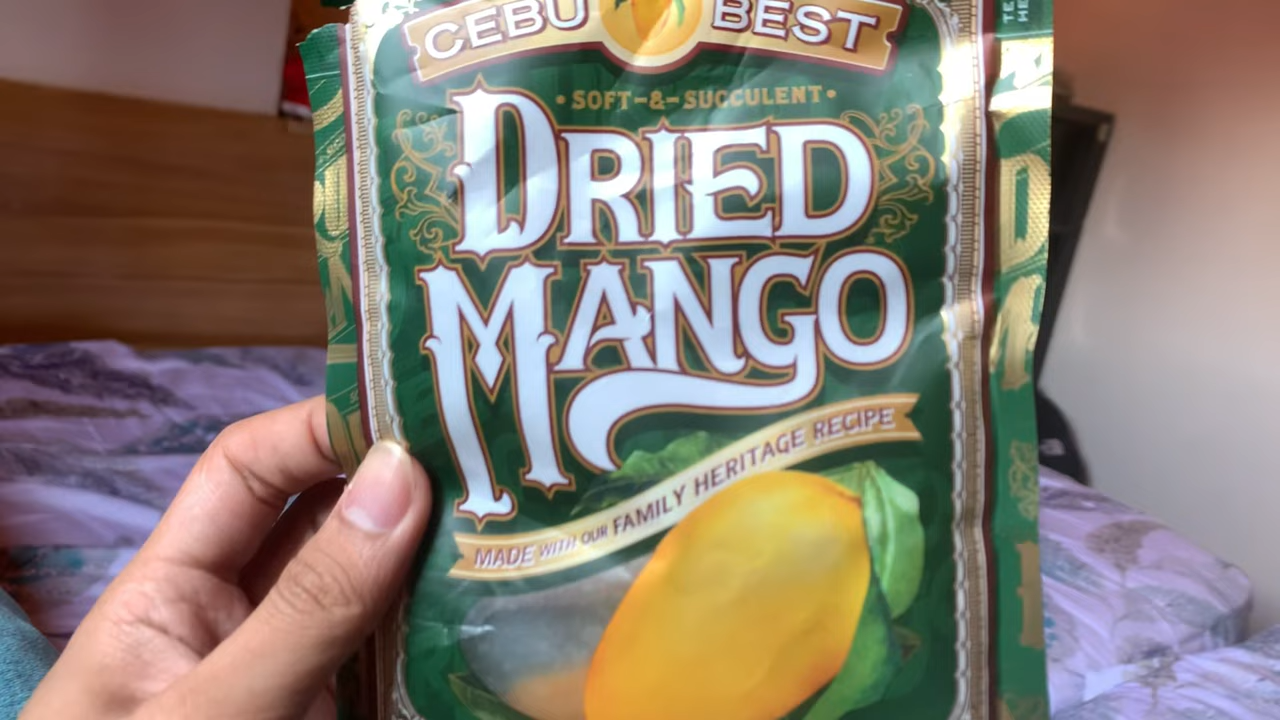 CEBU BEST
•SOFT-&-SUCCULENT•
DRIED
MANGO
MADE WITH OUR FAMILY HERITAGE RECIPE